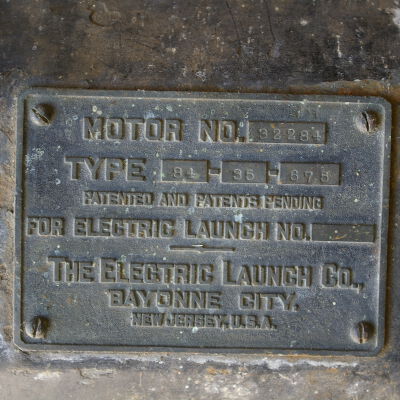 MOTOR NO. 32284
TYPE 84-35-675
PATENTED AND PATENTS PENDING
FOR ELECTRIC LAUNCH NO.
THE ELECTRIC LAUNCH CO.,
BAYONNE CITY,
NEW JERSEY, U.S.A.